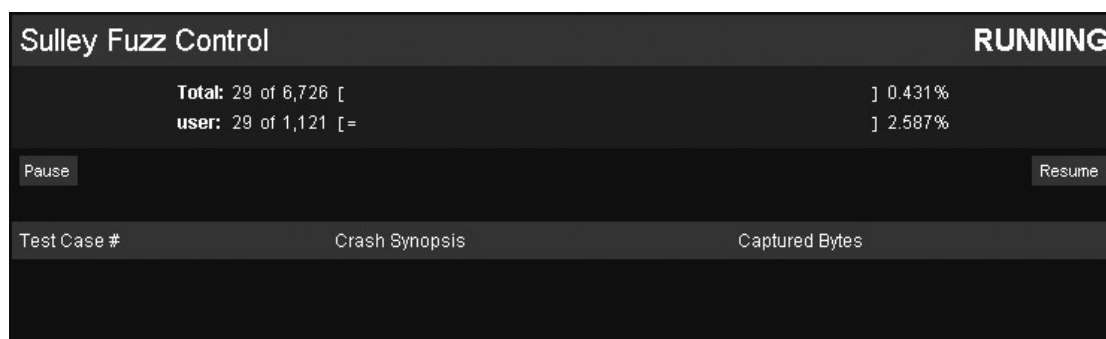 Sulley Fuzz Control RUNNING
Total: 29 of 6,726 [ ] 0.431%
user: 29 of 1,121 [= ] 2.587%
Pause Resume
Test Case # Crash Synopsis Captured Bytes